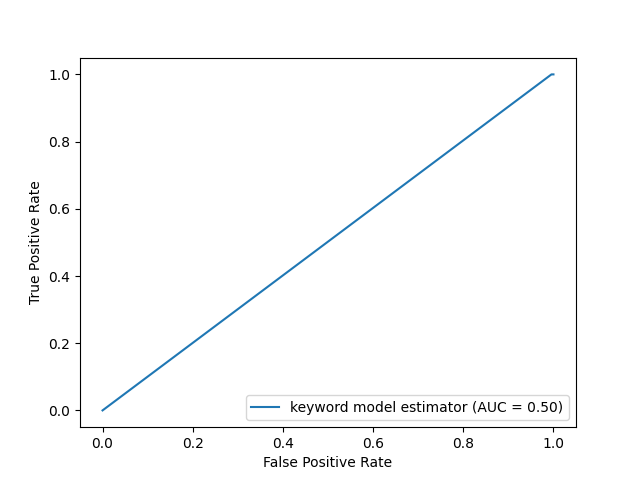 1.0
0.8
0.6
0.4
0.2
0.0
True Positive Rate
keyword model estimator (AUC = 0.50)
0.0 0.2 0.4 0.6 0.8 1.0
False Positive Rate